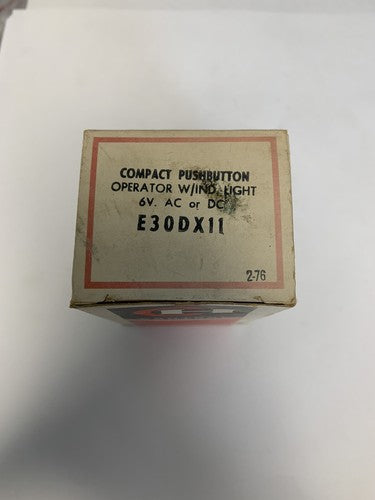 COMPACT PUSHBUTTON
OPERATOR W/IND. LIGHT
6V. AC or DC
E30DX11
2-76